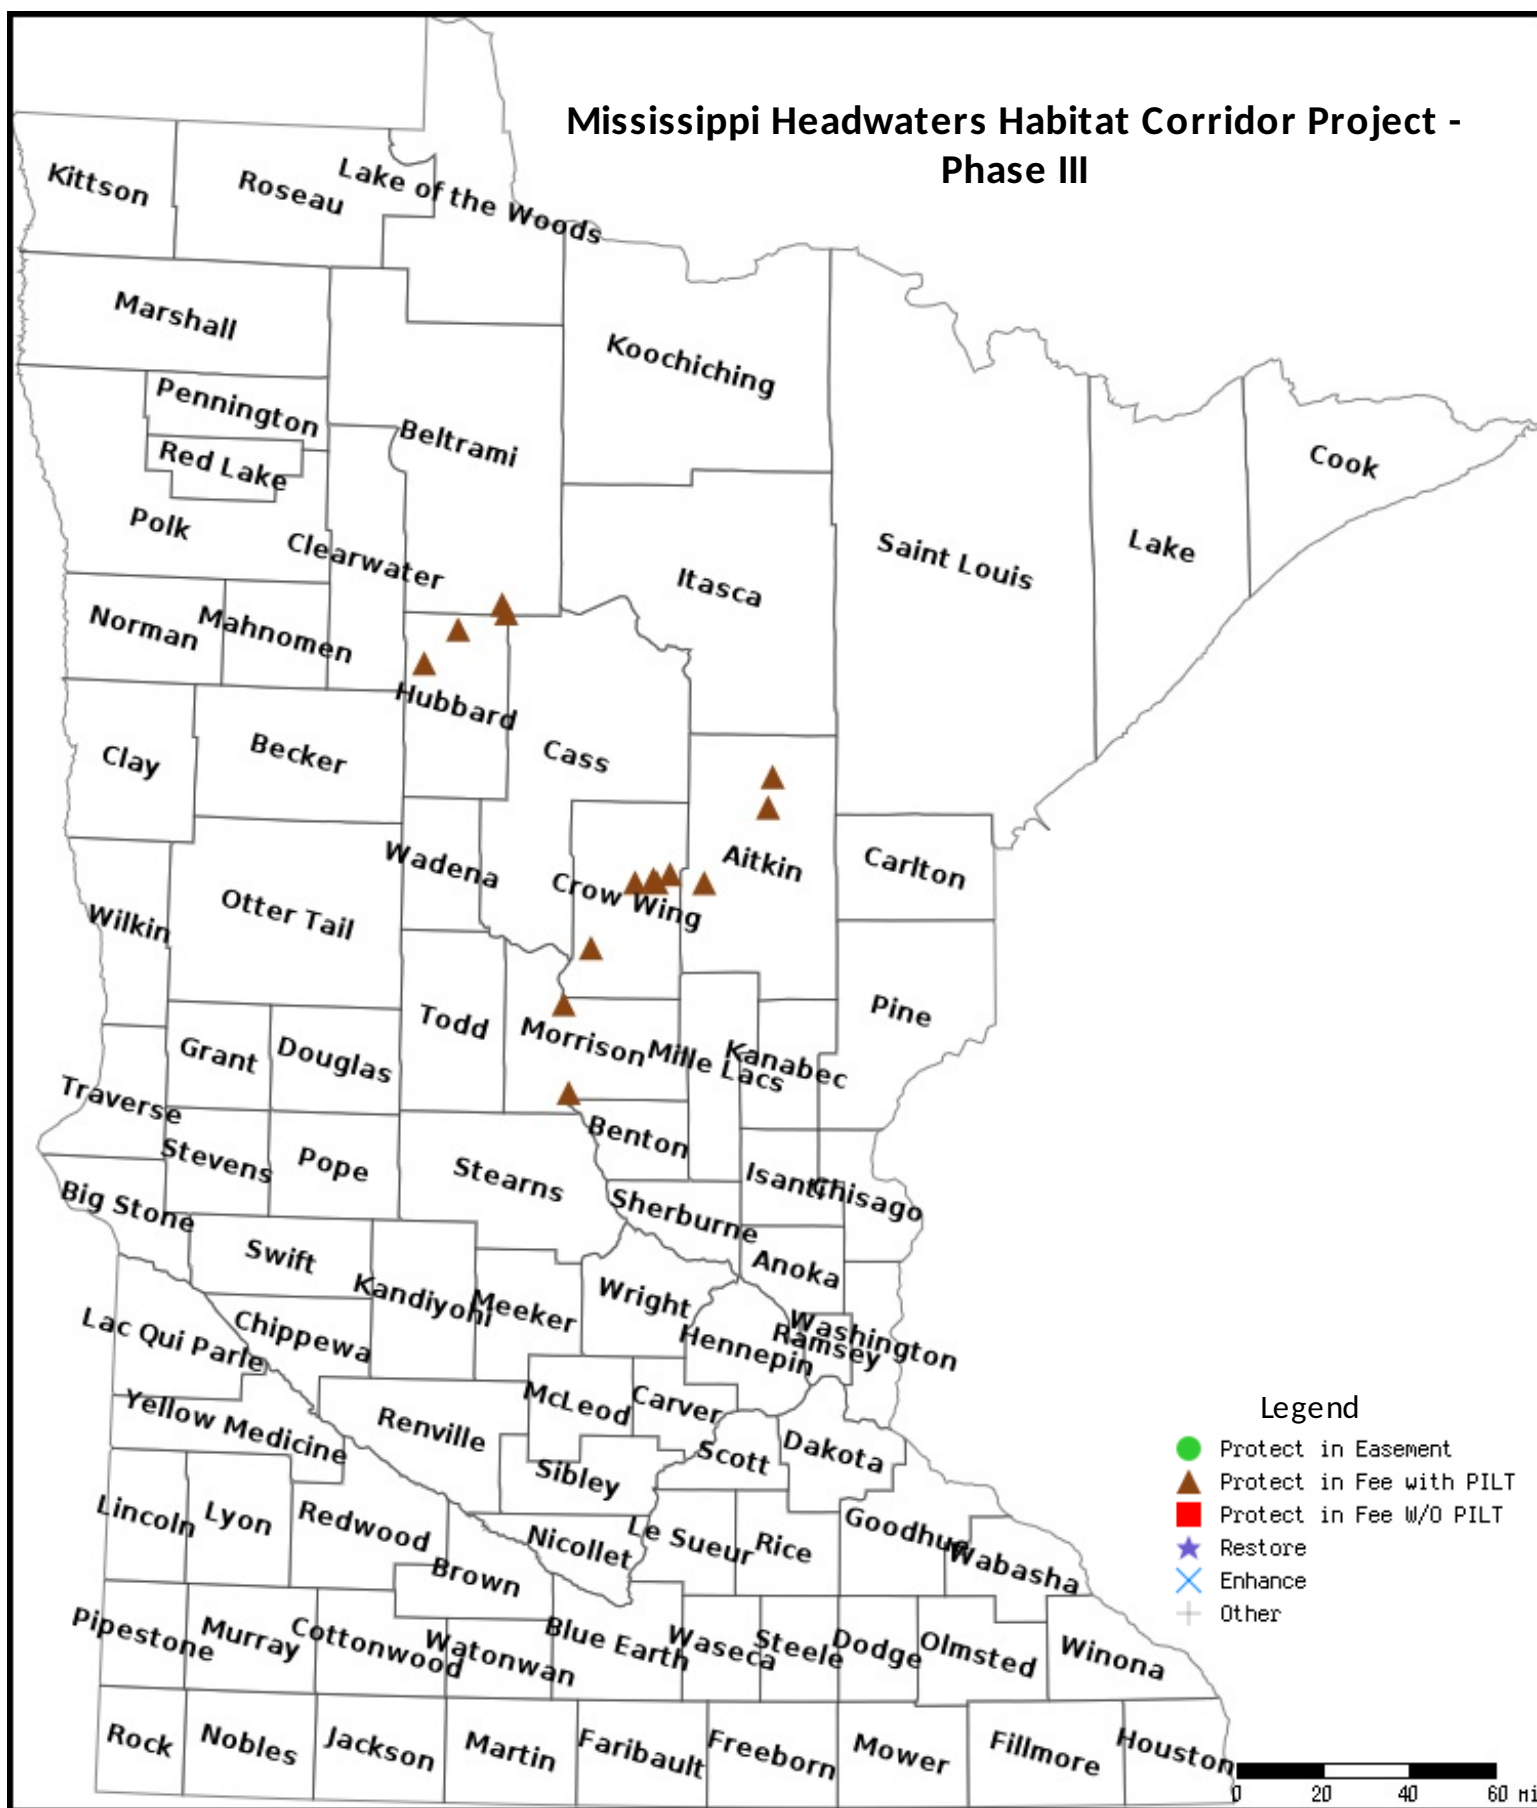 Mississippi Headwaters Habitat Corridor Project -
Phase III
Kittson
Roseau
Lake of the Woods
Marshall
Koochiching
Pennington
Beltrami
Red Lake
Cook
Polk
Clearwater
Saint Louis
Lake
Itasca
Norman
Mahnomen
Hubbard
Clay
Becker
Cass
Wadena
Aitkin
Carlton
Crow Wing
Otter Tail
Wilkin
Todd
Morrison
Pine
Grant
Douglas
Mille Lacs
Kanabec
Traverse
Benton
Stevens
Pope
Stearns
Isanti
Chisago
Big Stone
Sherburne
Swift
Anoka
Kandiyohi
Meeker
Wright
Lac Qui Parle
Chippewa
Hennepin
Ramsey
Washington
McLeod
Carver
Yellow Medicine
Renville
Scott
Dakota
Sibley
Lincoln
Lyon
Redwood
Nicollet
Le Sueur
Rice
Goodhue
Wabasha
Brown
Pipestone
Murray
Cottonwood
Watonwan
Blue Earth
Waseca
Steele
Dodge
Olmsted
Winona
Rock
Nobles
Jackson
Martin
Faribault
Freeborn
Mower
Fillmore
Houston
Legend
Protect in Easement
Protect in Fee with PILT
Protect in Fee W/O PILT
Restore
Enhance
Other
0 20 40 60 Mi